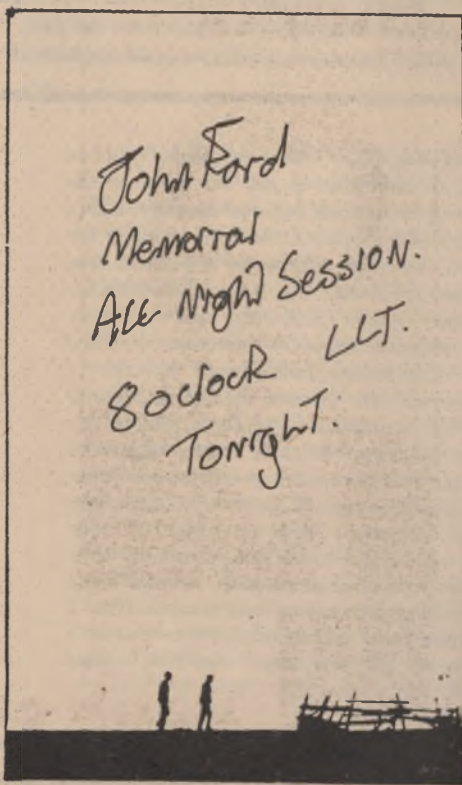 John Ford
Memorial
All Night Session.
8 oclock LLT.
Tonight.